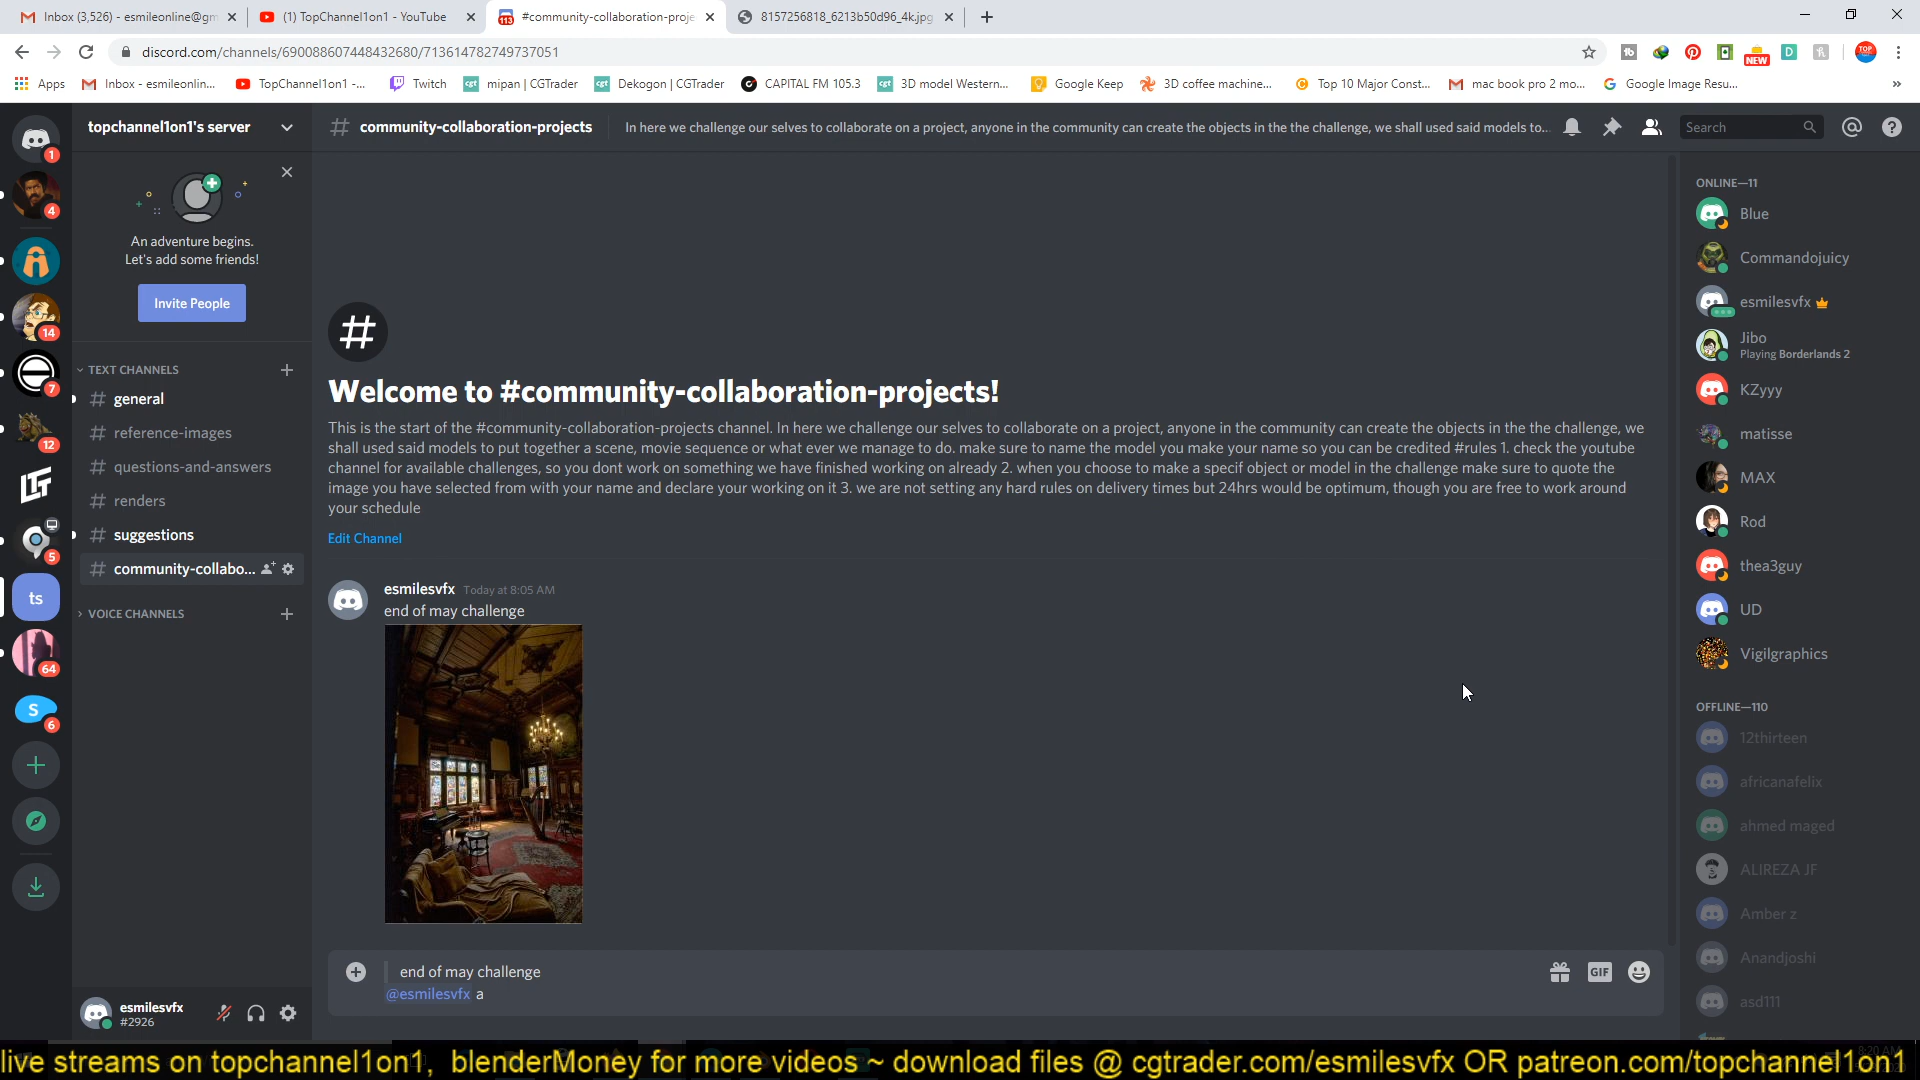 Inbox (3,526) - esmileonline@gm
(1) TopChannel1on1 - YouTube
#community-collaboration-proje
8157256818_6213b50d96_4k.jpg
discord.com/channels/690088607448432680/713614782749737051
Apps
Inbox - esmileonlin...
TopChannel1on1 -...
Twitch
mipan | CGTrader
Dekogon | CGTrader
CAPITAL FM 105.3
3D model Western...
Google Keep
3D coffee machine...
Top 10 Major Const...
mac book pro 2 mo...
Google Image Resu...
topchannel1on1's server
community-collaboration-projects
In here we challenge our selves to collaborate on a project, anyone in the community can create the objects in the the challenge, we shall used said models to...
Search
An adventure begins.
Let's add some friends!
Invite People
TEXT CHANNELS
general
reference-images
questions-and-answers
renders
suggestions
community-collabo...
VOICE CHANNELS
1
4
14
7
12
5
ts
64
S
6
Welcome to #community-collaboration-projects!
This is the start of the #community-collaboration-projects channel. In here we challenge our selves to collaborate on a project, anyone in the community can create the objects in the the challenge, we
shall used said models to put together a scene, movie sequence or what ever we manage to do. make sure to name the model you make your name so you can be credited #rules 1. check the youtube
channel for available challenges, so you dont work on something we have finished working on already 2. when you choose to make a specif object or model in the challenge make sure to quote the
image you have selected from with your name and declare your working on it 3. we are not setting any hard rules on delivery times but 24hrs would be optimum, though you are free to work around
your schedule
Edit Channel
esmilesvfx Today at 8:05 AM
end of may challenge
end of may challenge
@esmilesvfx a
GIF
esmilesvfx
#2926
ONLINE—11
Blue
Commandojuicy
esmilesvfx
Jibo
Playing Borderlands 2
KZyyy
matisse
MAX
Rod
thea3guy
UD
Vigilgraphics
OFFLINE—110
12thirteen
africanafelix
ahmed maged
ALIREZA JF
Amber z
Anandjoshi
asd111
live streams on topchannel1on1, blenderMoney for more videos ~ download files @ cgtrader.com/esmilesvfx OR patreon.com/topchannel1on1